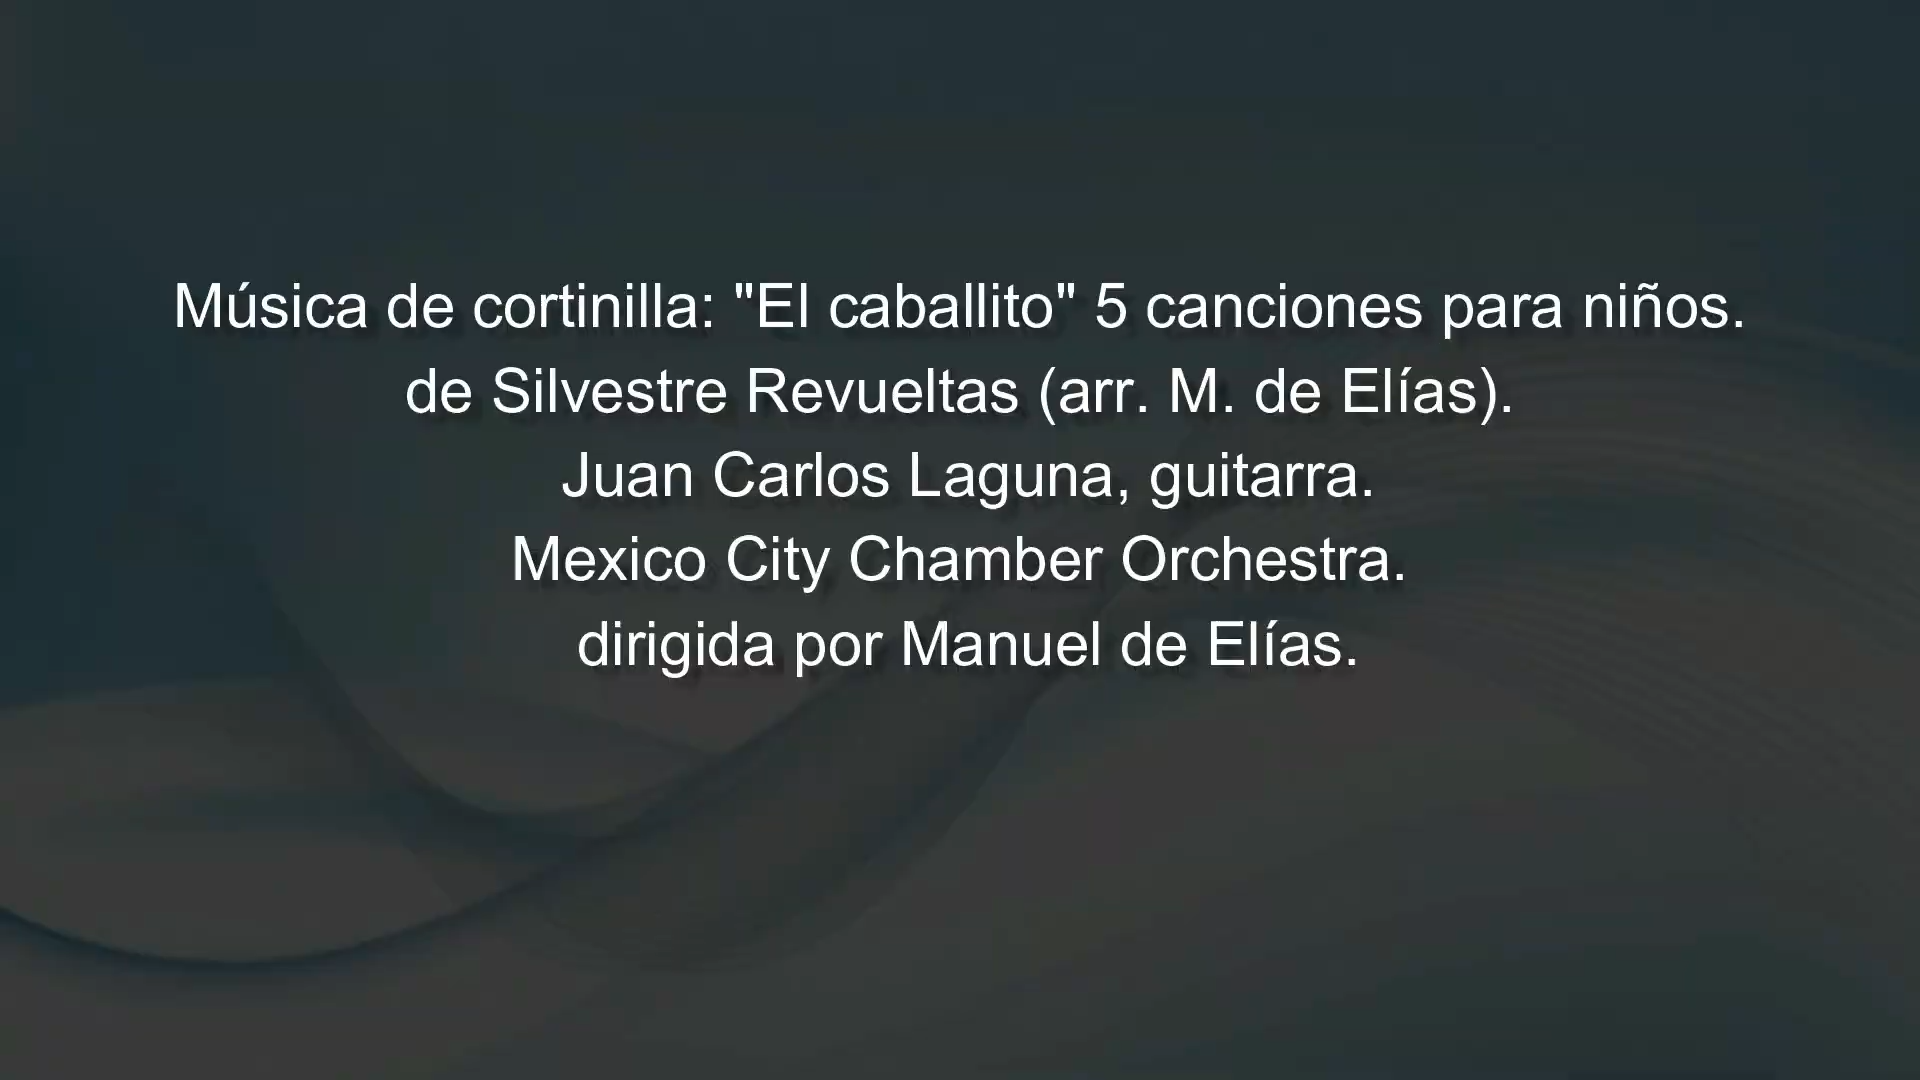 Música de cortinilla: "El caballito" 5 canciones para niños.
de Silvestre Revueltas (arr. M. de Elías).
Juan Carlos Laguna, guitarra.
Mexico City Chamber Orchestra.
dirigida por Manuel de Elías.